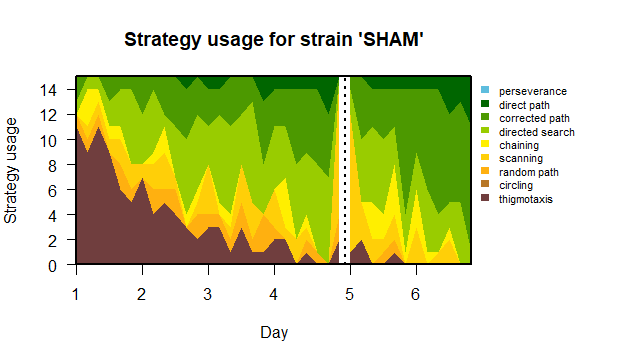 Strategy usage for strain 'SHAM'
Strategy usage
14
12
10
8
6
4
2
0
1
2
3
4
5
6
Day
perseverance
direct path
corrected path
directed search
chaining
scanning
random path
circling
thigmotaxis